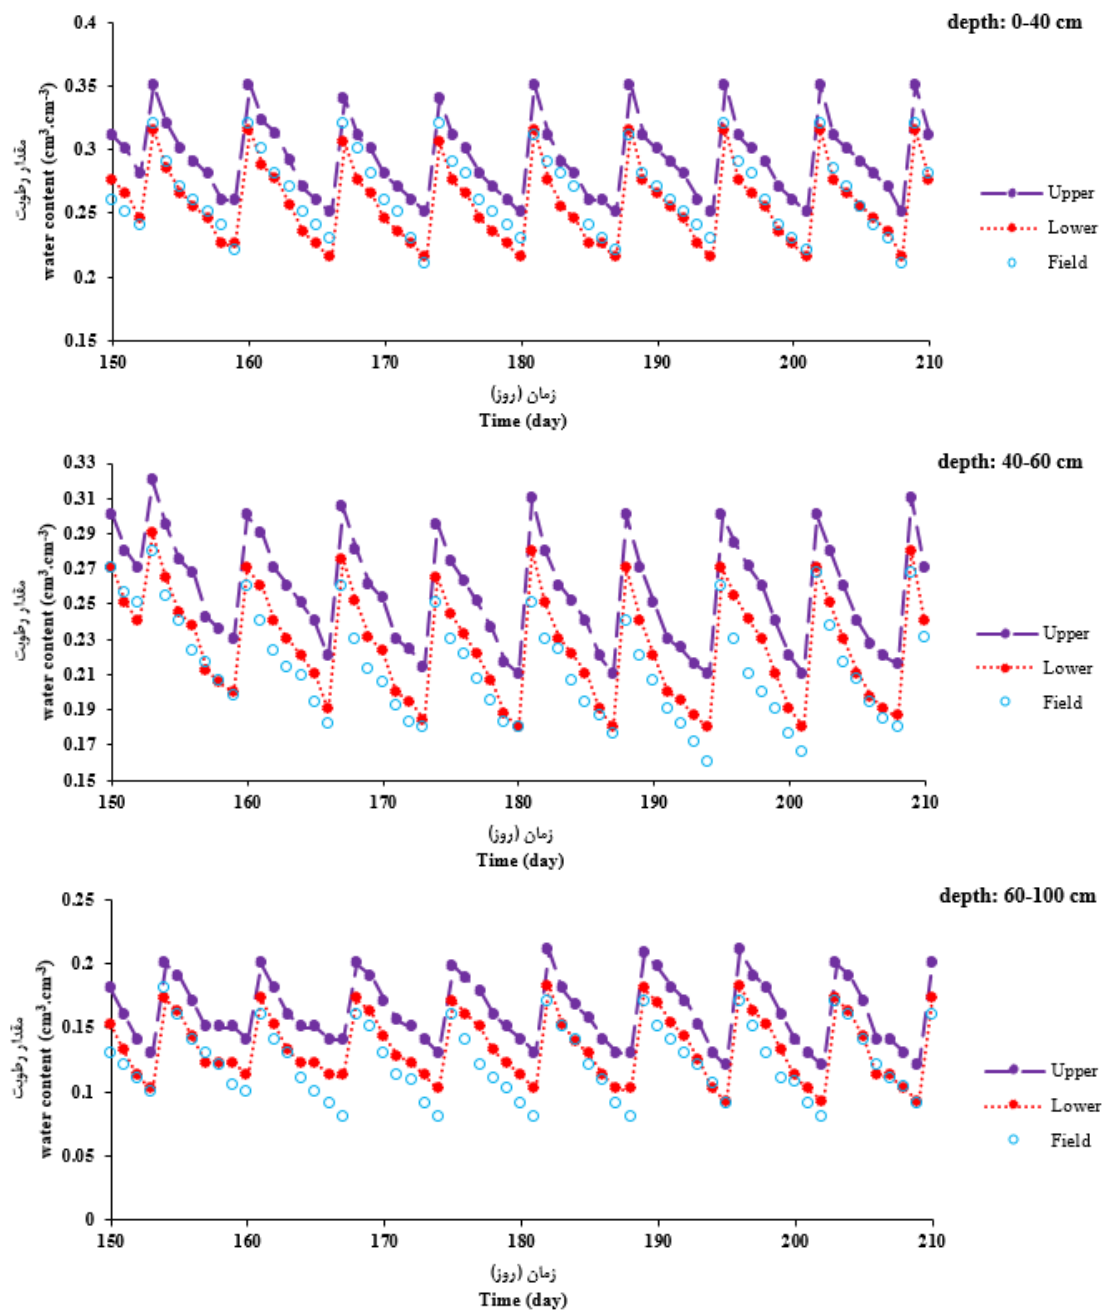 depth: 0-40 cm
0.4
0.35
0.3
0.25
0.2
0.15
مقدار رطوبت
water content (cm³.cm-³)
150
160
170
180
190
200
210
زمان (روز)
Time (day)
Upper
Lower
Field
depth: 40-60 cm
0.33
0.31
0.29
0.27
0.25
0.23
0.21
0.19
0.17
0.15
مقدار رطوبت
water content (cm³.cm-³)
150
160
170
180
190
200
210
زمان (روز)
Time (day)
Upper
Lower
Field
depth: 60-100 cm
0.25
0.2
0.15
0.1
0.05
0
مقدار رطوبت
water content (cm³.cm-³)
150
160
170
180
190
200
210
زمان (روز)
Time (day)
Upper
Lower
Field